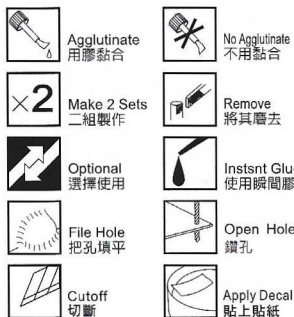 Agglutinate
用膠黏合
No Agglutinate
不用黏合
×2
Make 2 Sets
二組製作
Remove
將其磨去
Optional
選擇使用
Instsnt Glu
使用瞬間膠
File Hole
把孔填平
Open Hole
鑽孔
Cutoff
切斷
Apply Decal
貼上貼紙